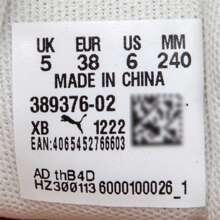 UK EUR US MM
5 38 6 240
MADE IN CHINA
389376-02
XB 1222
EAN:4065452766603
AD thB4D
HZ300113 6000100026_1